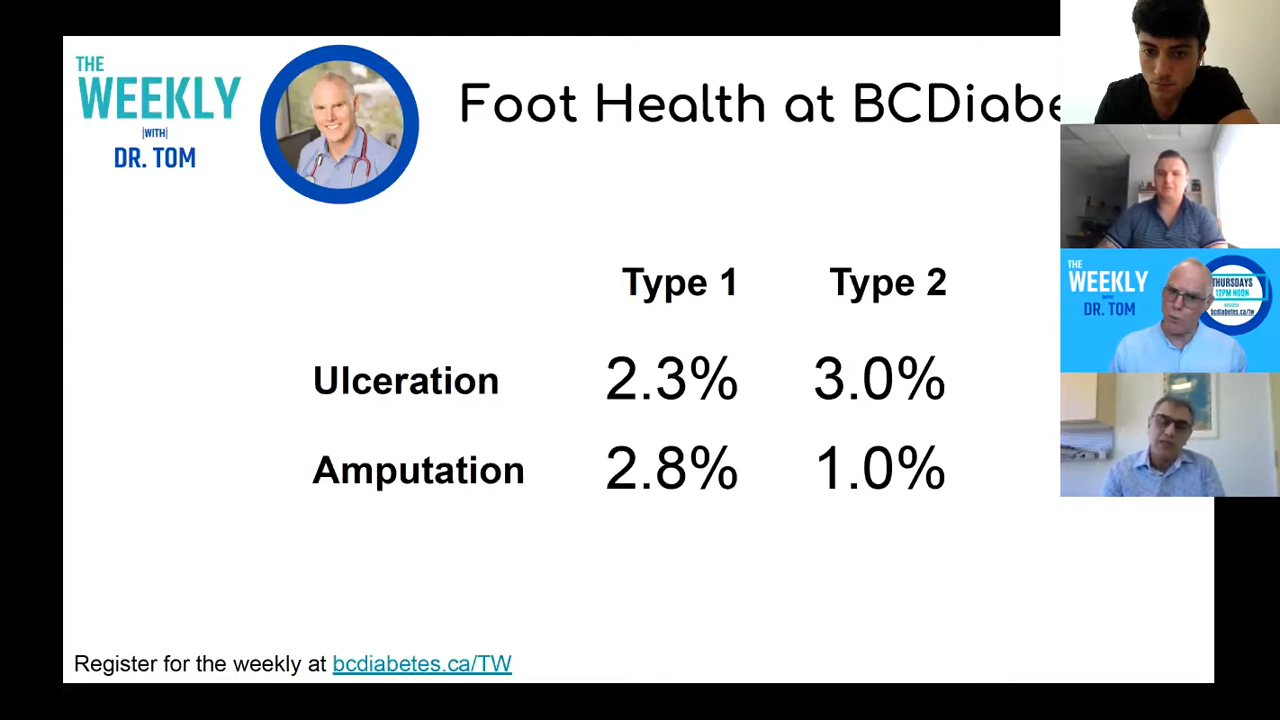 THE
WEEKLY
|WITH|
DR. TOM
Foot Health at BCDiabe
Type 1 Type 2
Ulceration 2.3% 3.0%
Amputation 2.8% 1.0%
Register for the weekly at bcdiabetes.ca/TW
THE
WEEKLY
WITH
DR. TOM
THURSDAYS
12PM NOON
bcdiabetes.ca/tw